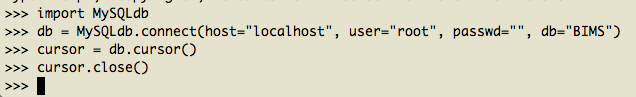 >>> import MySQLdb
>>> db = MySQLdb.connect(host="localhost", user="root", passwd="", db="BIMS")
>>> cursor = db.cursor()
>>> cursor.close()
>>>